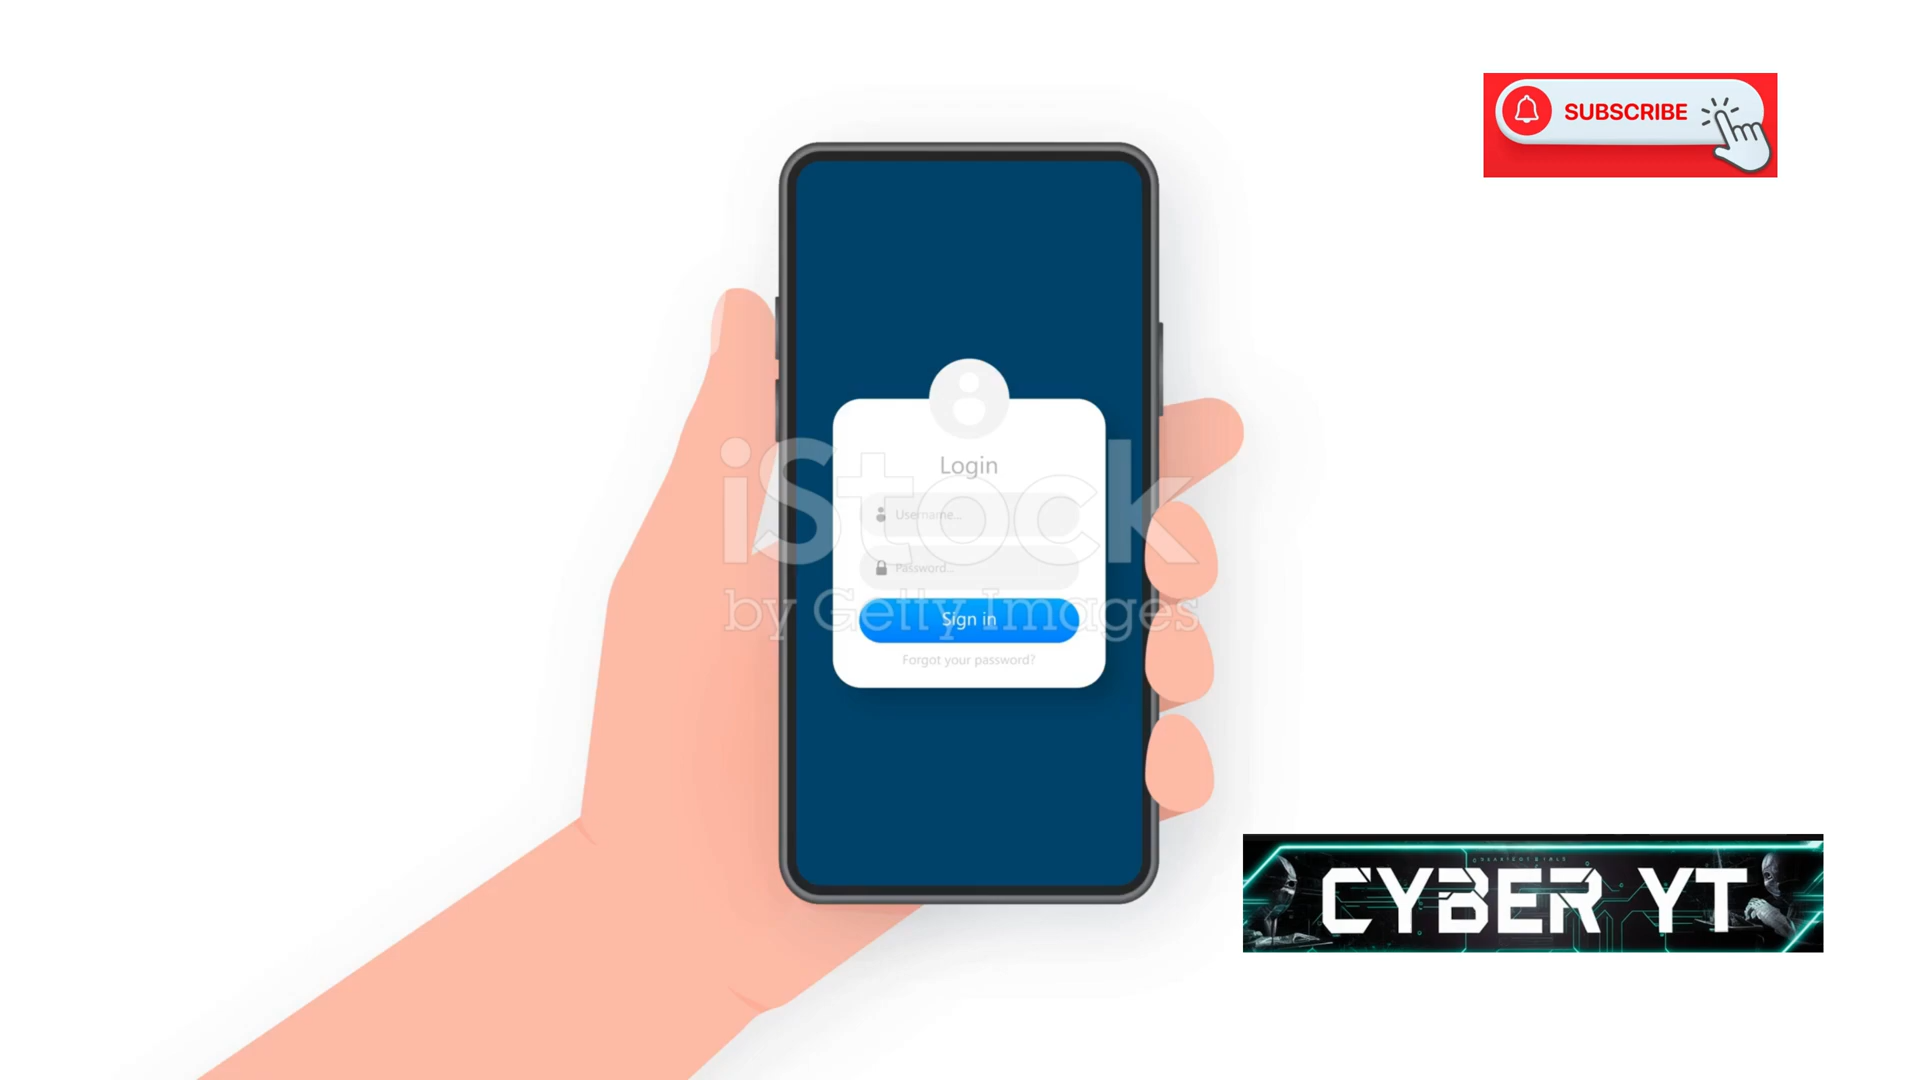 SUBSCRIBE
Login
Username...
Password...
iStock
by Getty Images
Sign in
Forgot your password?
CYBER YT